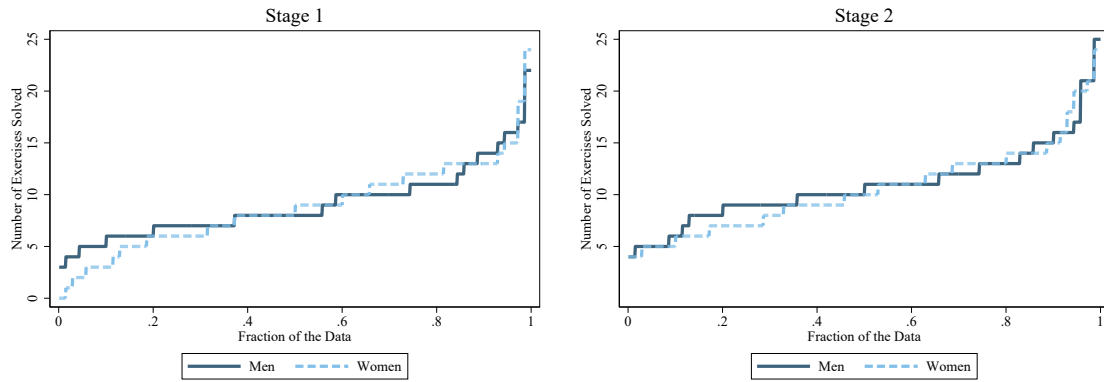 Stage 1
Number of Exercises Solved
25
20
15
10
5
0
0
.2
.4
.6
.8
1
Fraction of the Data
Men
Women
Stage 2
Number of Exercises Solved
25
20
15
10
5
0
0
.2
.4
.6
.8
1
Fraction of the Data
Men
Women